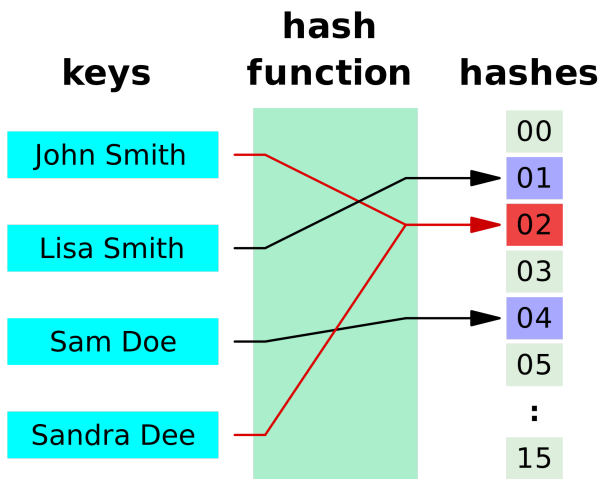 hash
function
keys
hashes
John Smith
Lisa Smith
Sam Doe
Sandra Dee
00
01
02
03
04
05
:
15